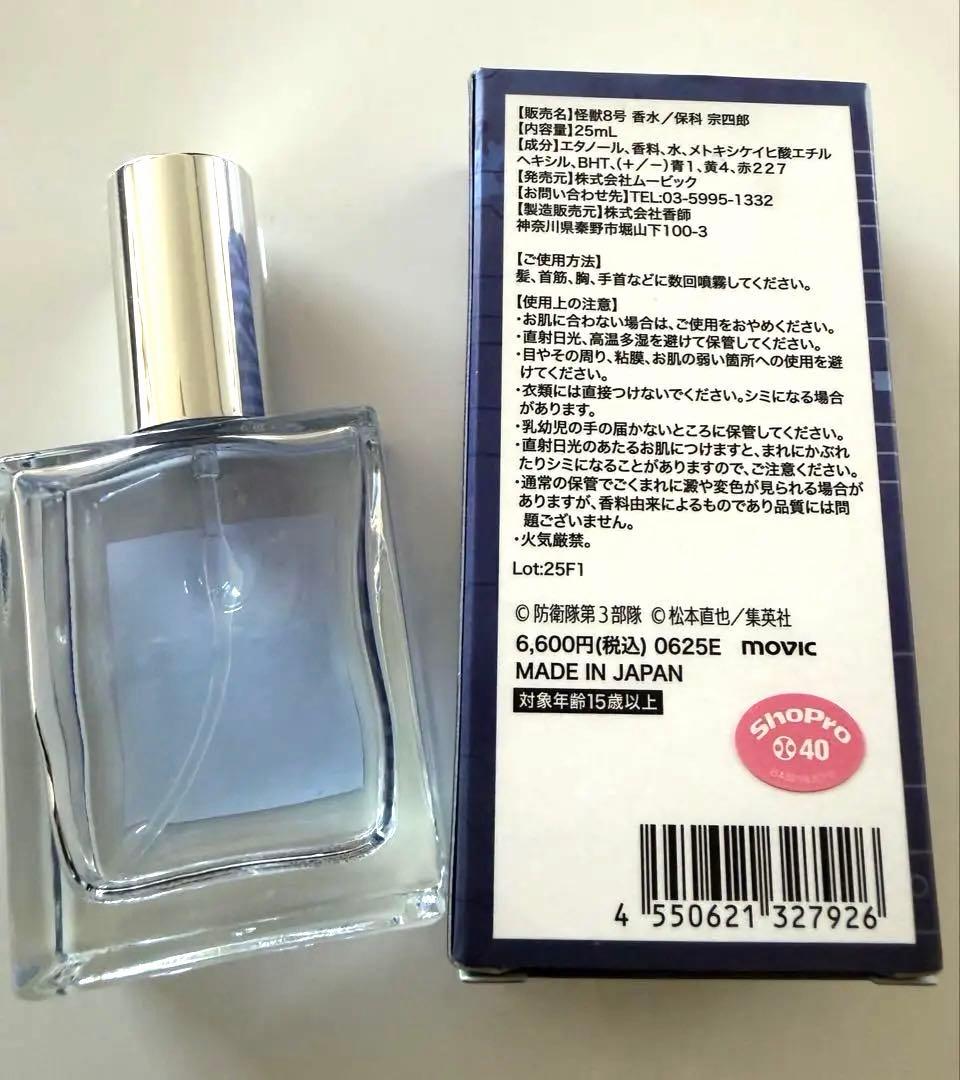 【販売名】怪獣8号 香水／保科 宗四郎
【内容量】25mL
【成分】エタノール、香料、水、メトキシケイヒ酸エチル
ヘキシル、BHT、(＋／－)青1、黄4、赤227
【発売元】株式会社ムービック
【お問い合わせ先】TEL:03-5995-1332
【製造販売元】株式会社香師
神奈川県秦野市堀山下100-3
【ご使用方法】
髪、首筋、胸、手首などに数回噴霧してください。
【使用上の注意】
・お肌に合わない場合は、ご使用をおやめください。
・直射日光、高温多湿を避けて保管してください。
・目やその周り、粘膜、お肌の弱い箇所への使用を避
けてください。
・衣類には直接つけないでください。シミになる場合
があります。
・乳幼児の手の届かないところに保管してください。
・直射日光のあたるお肌につけますと、まれにかぶれ
たりシミになることがありますので、ご注意ください。
・通常の保管でごくまれに澱や変色が見られる場合が
ありますが、香料由来によるものであり品質には問
題ございません。
・火気厳禁。
Lot:25F1
© 防衛隊第３部隊 © 松本直也／集英社
6,600円(税込) 0625E movic
MADE IN JAPAN
対象年齢15歳以上
ShoPro
40
4 550621 327926